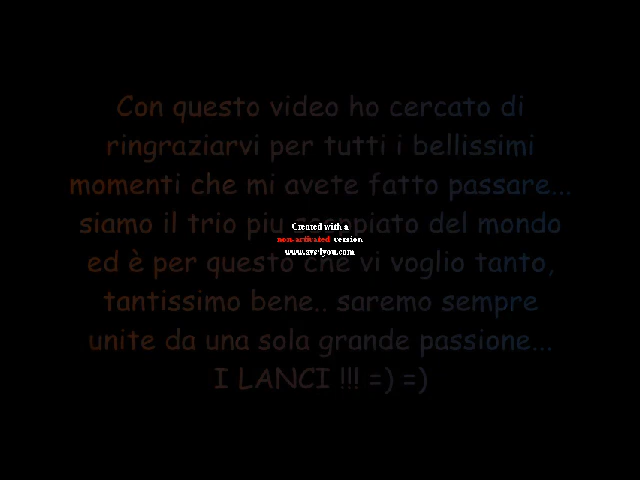 Con questo video ho cercato di
ringraziarvi per tutti i bellissimi
momenti che mi avete fatto passare...
siamo il trio piu scoppiato del mondo
ed è per questo che vi voglio tanto,
tantissimo bene.. saremo sempre
unite da una sola grande passione...
I LANCI !!! =) =)
Created with a
non-activated version
www.avs4you.com